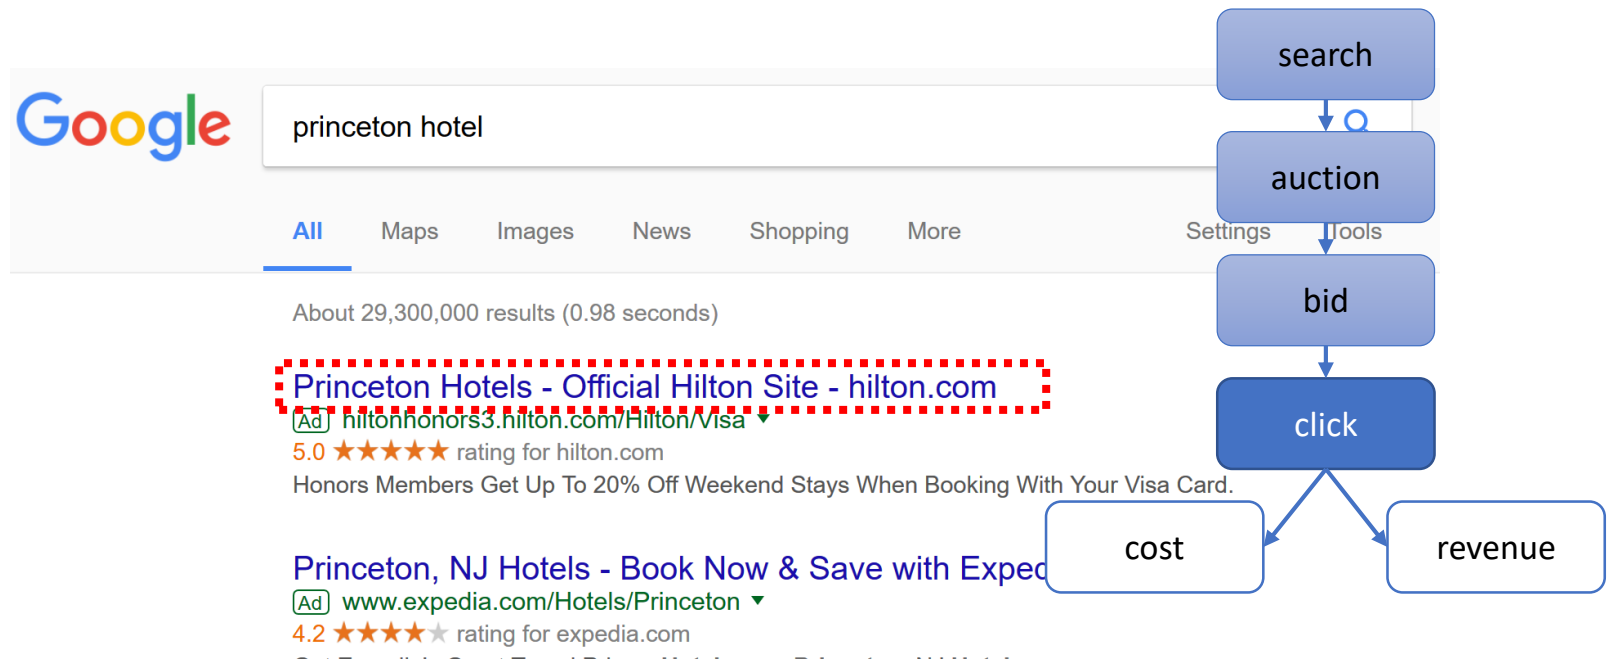 Google
princeton hotel
All Maps Images News Shopping More Settings Tools
About 29,300,000 results (0.98 seconds)
Princeton Hotels - Official Hilton Site - hilton.com
Ad hiltonhonors3.hilton.com/Hilton/Visa
5.0 rating for hilton.com
Honors Members Get Up To 20% Off Weekend Stays When Booking With Your Visa Card.
Princeton, NJ Hotels - Book Now & Save with
Ad www.expedia.com/Hotels/Princeton
4.2 rating for expedia.com
search
auction
bid
click
cost
revenue